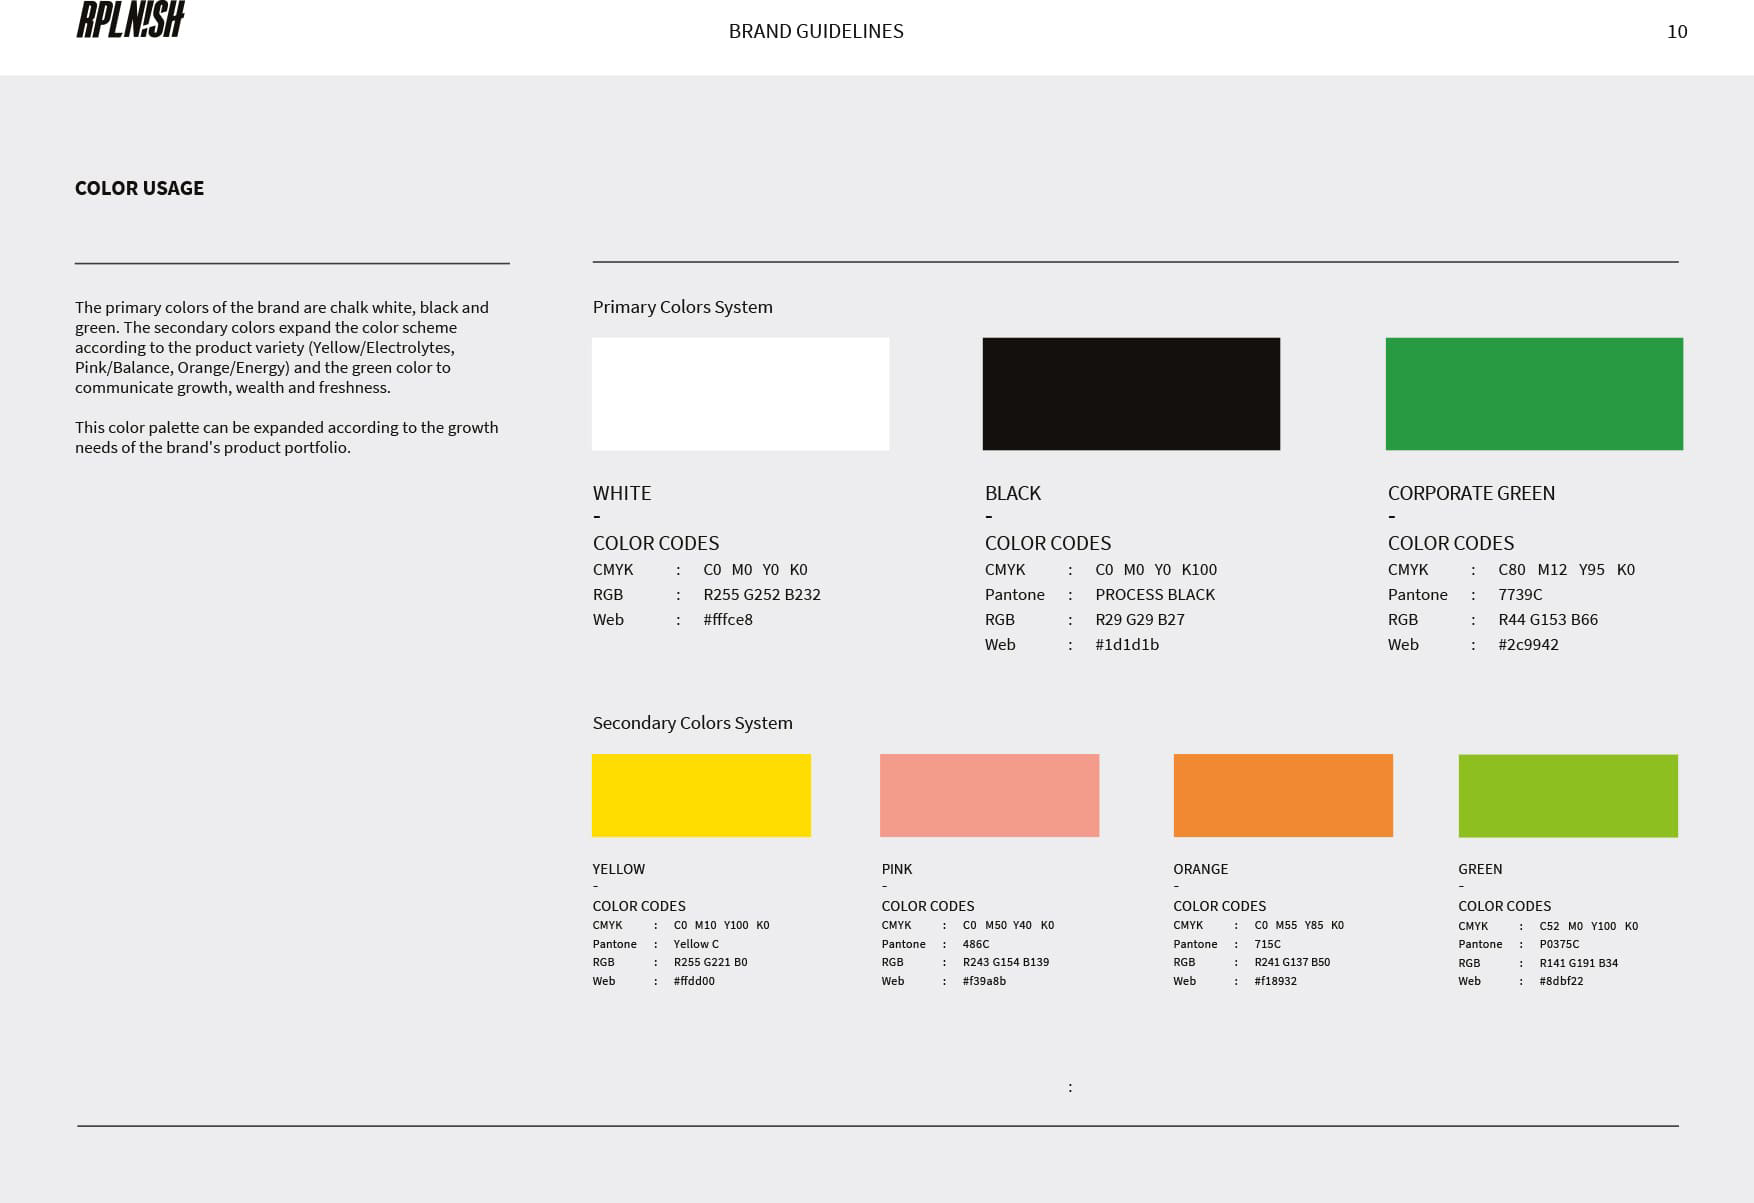 RPLN!SH
BRAND GUIDELINES
10
COLOR USAGE
The primary colors of the brand are chalk white, black and
green. The secondary colors expand the color scheme
according to the product variety (Yellow/Electrolytes,
Pink/Balance, Orange/Energy) and the green color to
communicate growth, wealth and freshness.
This color palette can be expanded according to the growth
needs of the brand's product portfolio.
Primary Colors System
WHITE
-
COLOR CODES
CMYK : C0 M0 Y0 K0
RGB : R255 G252 B232
Web : #fffce8
BLACK
-
COLOR CODES
CMYK : C0 M0 Y0 K100
Pantone : PROCESS BLACK
RGB : R29 G29 B27
Web : #1d1d1b
CORPORATE GREEN
-
COLOR CODES
CMYK : C80 M12 Y95 K0
Pantone : 7739C
RGB : R44 G153 B66
Web : #2c9942
Secondary Colors System
YELLOW
-
COLOR CODES
CMYK : C0 M10 Y100 K0
Pantone : Yellow C
RGB : R255 G221 B0
Web : #ffdd00
PINK
-
COLOR CODES
CMYK : C0 M50 Y40 K0
Pantone : 486C
RGB : R243 G154 B139
Web : #f39a8b
ORANGE
-
COLOR CODES
CMYK : C0 M55 Y85 K0
Pantone : 715C
RGB : R241 G137 B50
Web : #f18932
GREEN
-
COLOR CODES
CMYK : C52 M0 Y100 K0
Pantone : P0375C
RGB : R141 G191 B34
Web : #8dbf22
: